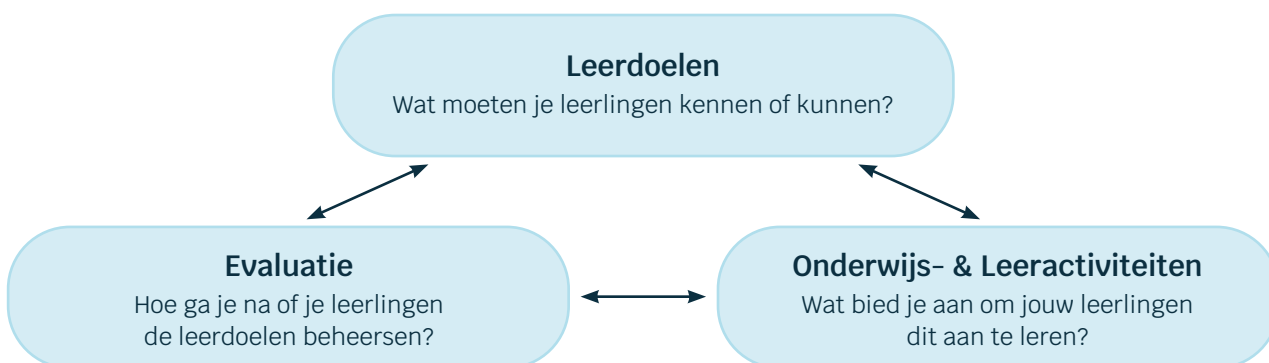 Leerdoelen
Wat moeten je leerlingen kennen of kunnen?
Evaluatie
Hoe ga je na of je leerlingen
de leerdoelen beheersen?
Onderwijs- & Leeractiviteiten
Wat bied je aan om jouw leerlingen
dit aan te leren?